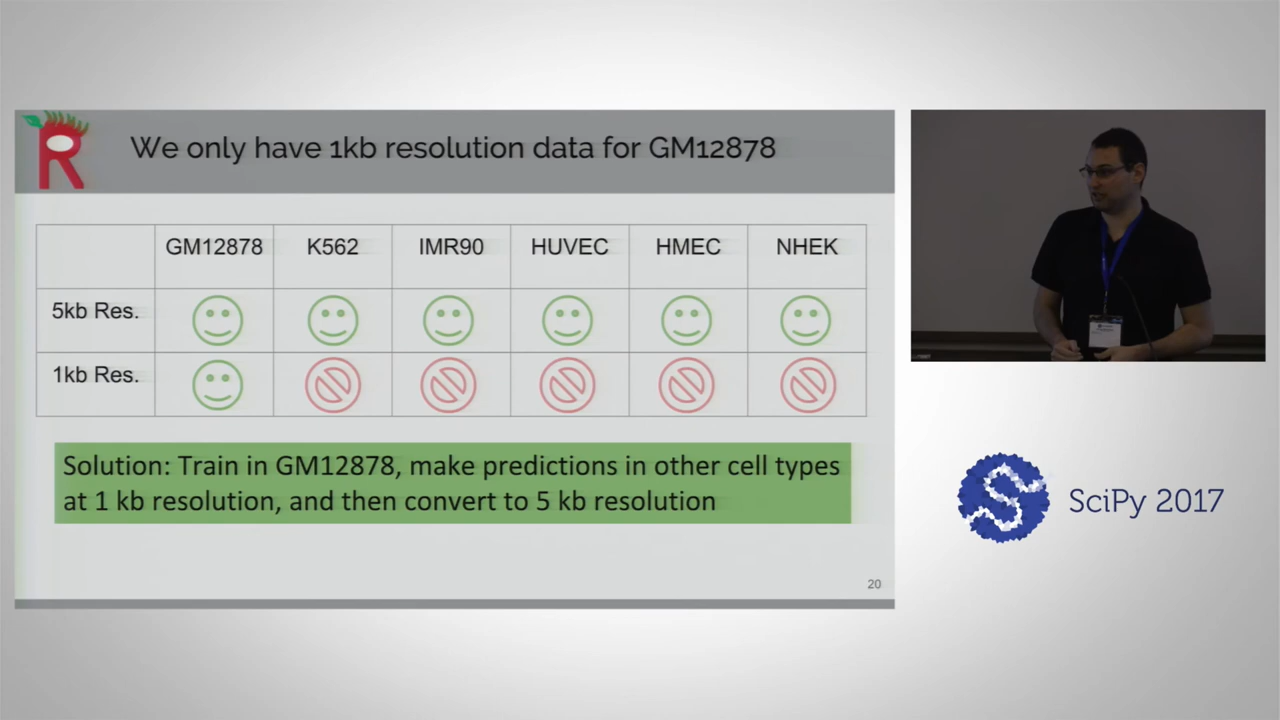 We only have 1kb resolution data for GM12878
GM12878 K562 IMR90 HUVEC HMEC NHEK
5kb Res.
1kb Res.
Solution: Train in GM12878, make predictions in other cell types
at 1 kb resolution, and then convert to 5 kb resolution
20
R
S
SciPy 2017